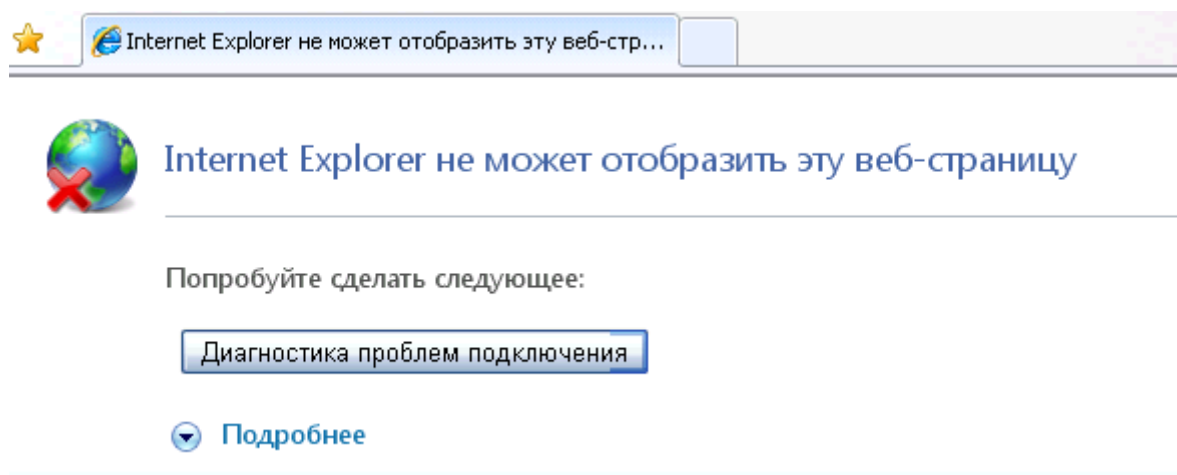 Internet Explorer не может отобразить эту веб-стр...
Internet Explorer не может отобразить эту веб-страницу
Попробуйте сделать следующее:
Диагностика проблем подключения
Подробнее